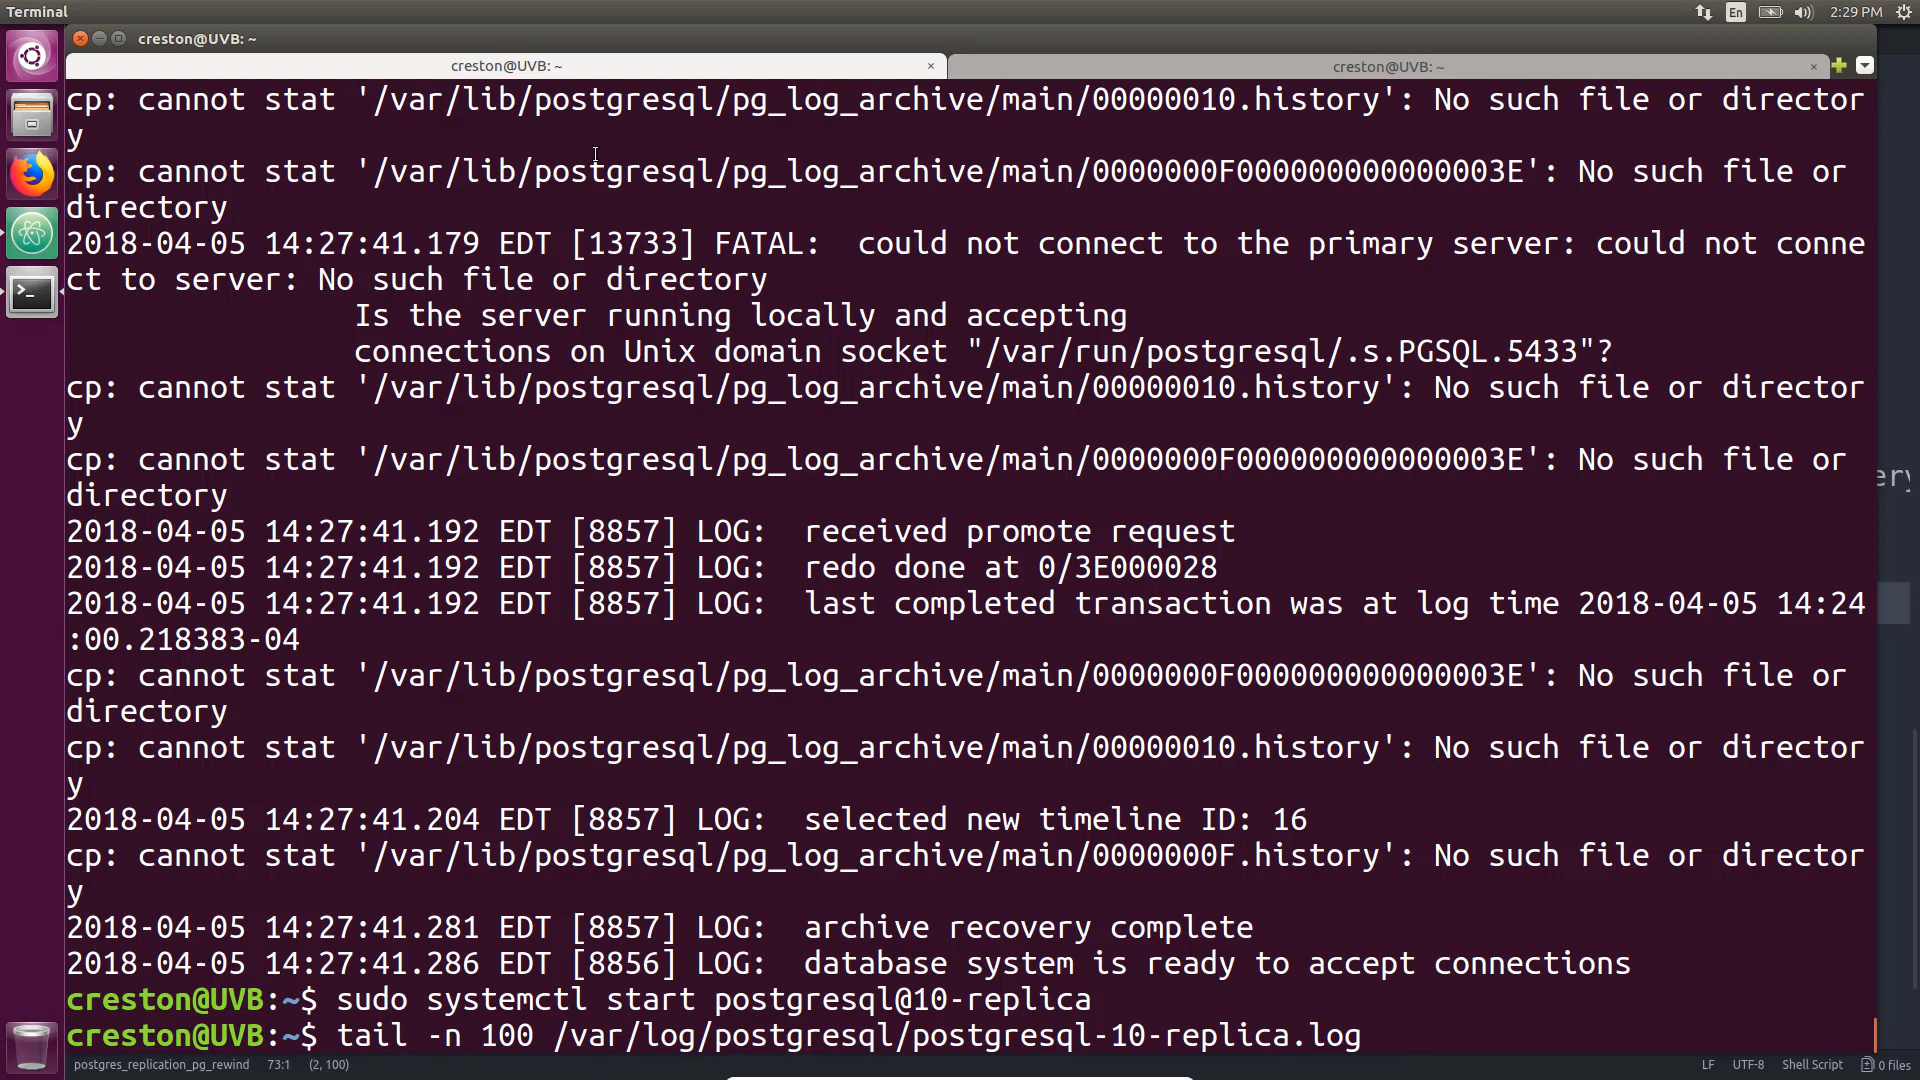 Terminal
En
2:29 PM
creston@UVB: ~
creston@UVB: ~ ×
creston@UVB: ~ ×
cp: cannot stat '/var/lib/postgresql/pg_log_archive/main/00000010.history': No such file or director
y
cp: cannot stat '/var/lib/postgresql/pg_log_archive/main/0000000F000000000000003E': No such file or
directory
2018-04-05 14:27:41.179 EDT [13733] FATAL:  could not connect to the primary server: could not conne
ct to server: No such file or directory
Is the server running locally and accepting
connections on Unix domain socket "/var/run/postgresql/.s.PGSQL.5433"?
cp: cannot stat '/var/lib/postgresql/pg_log_archive/main/00000010.history': No such file or director
y
cp: cannot stat '/var/lib/postgresql/pg_log_archive/main/0000000F000000000000003E': No such file or
directory
2018-04-05 14:27:41.192 EDT [8857] LOG:  received promote request
2018-04-05 14:27:41.192 EDT [8857] LOG:  redo done at 0/3E000028
2018-04-05 14:27:41.192 EDT [8857] LOG:  last completed transaction was at log time 2018-04-05 14:24
:00.218383-04
cp: cannot stat '/var/lib/postgresql/pg_log_archive/main/0000000F000000000000003E': No such file or
directory
cp: cannot stat '/var/lib/postgresql/pg_log_archive/main/00000010.history': No such file or director
y
2018-04-05 14:27:41.204 EDT [8857] LOG:  selected new timeline ID: 16
cp: cannot stat '/var/lib/postgresql/pg_log_archive/main/0000000F.history': No such file or director
y
2018-04-05 14:27:41.281 EDT [8857] LOG:  archive recovery complete
2018-04-05 14:27:41.286 EDT [8856] LOG:  database system is ready to accept connections
creston@UVB:~$ sudo systemctl start postgresql@10-replica
creston@UVB:~$ tail -n 100 /var/log/postgresql/postgresql-10-replica.log
postgres_replication_pg_rewind 73:1 (2, 100) LF UTF-8 Shell Script 0 files